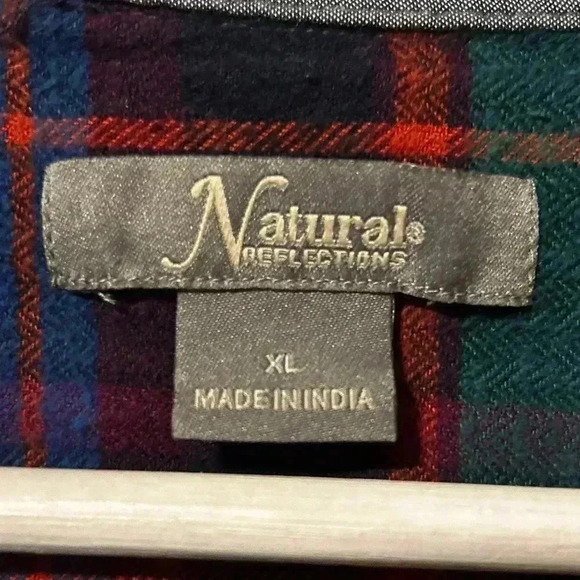 Natural®
REFLECTIONS
XL
MADE IN INDIA